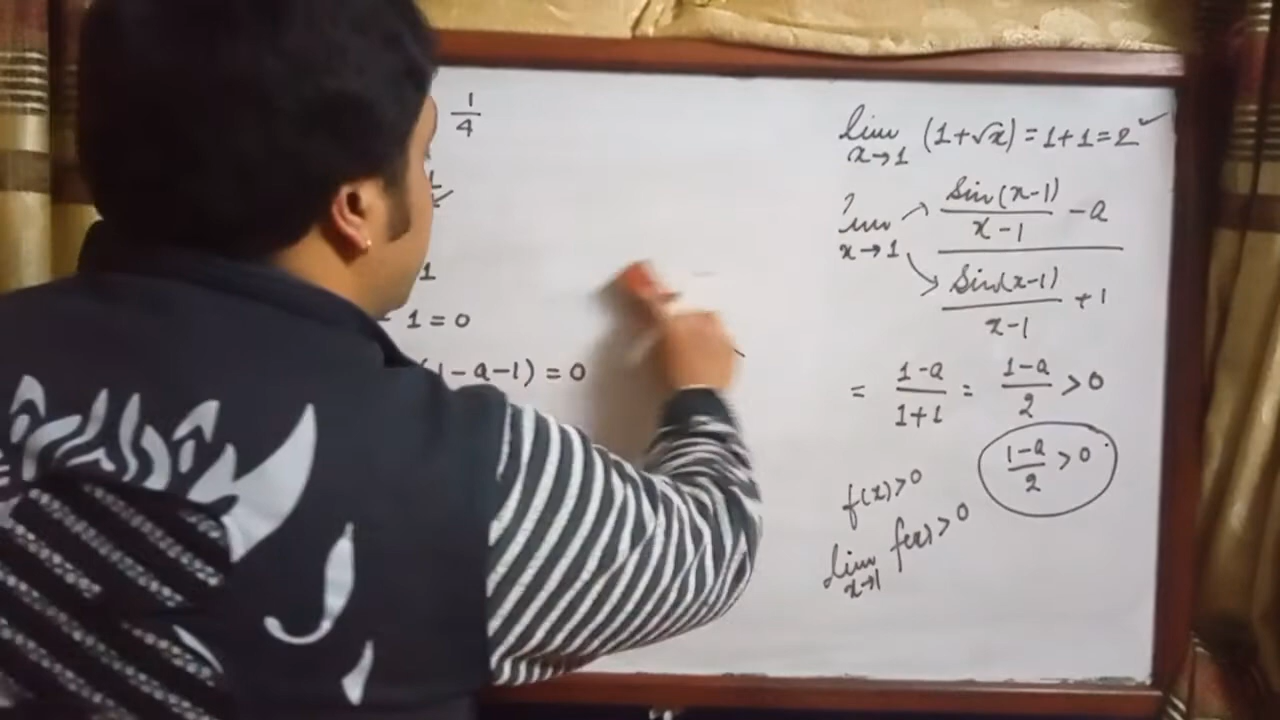 1/4
1
1 = 0
(1-a-1) = 0
lim x→1 (1+√x) = 1+1 = 2 ✓
lim x→1 (sin(x-1)/(x-1) - a)/(sin(x-1)/(x-1) + 1)
= (1-a)/(1+1) = (1-a)/2 > 0
(1-a)/2 > 0
f(x) > 0
lim x→1 f(x) > 0